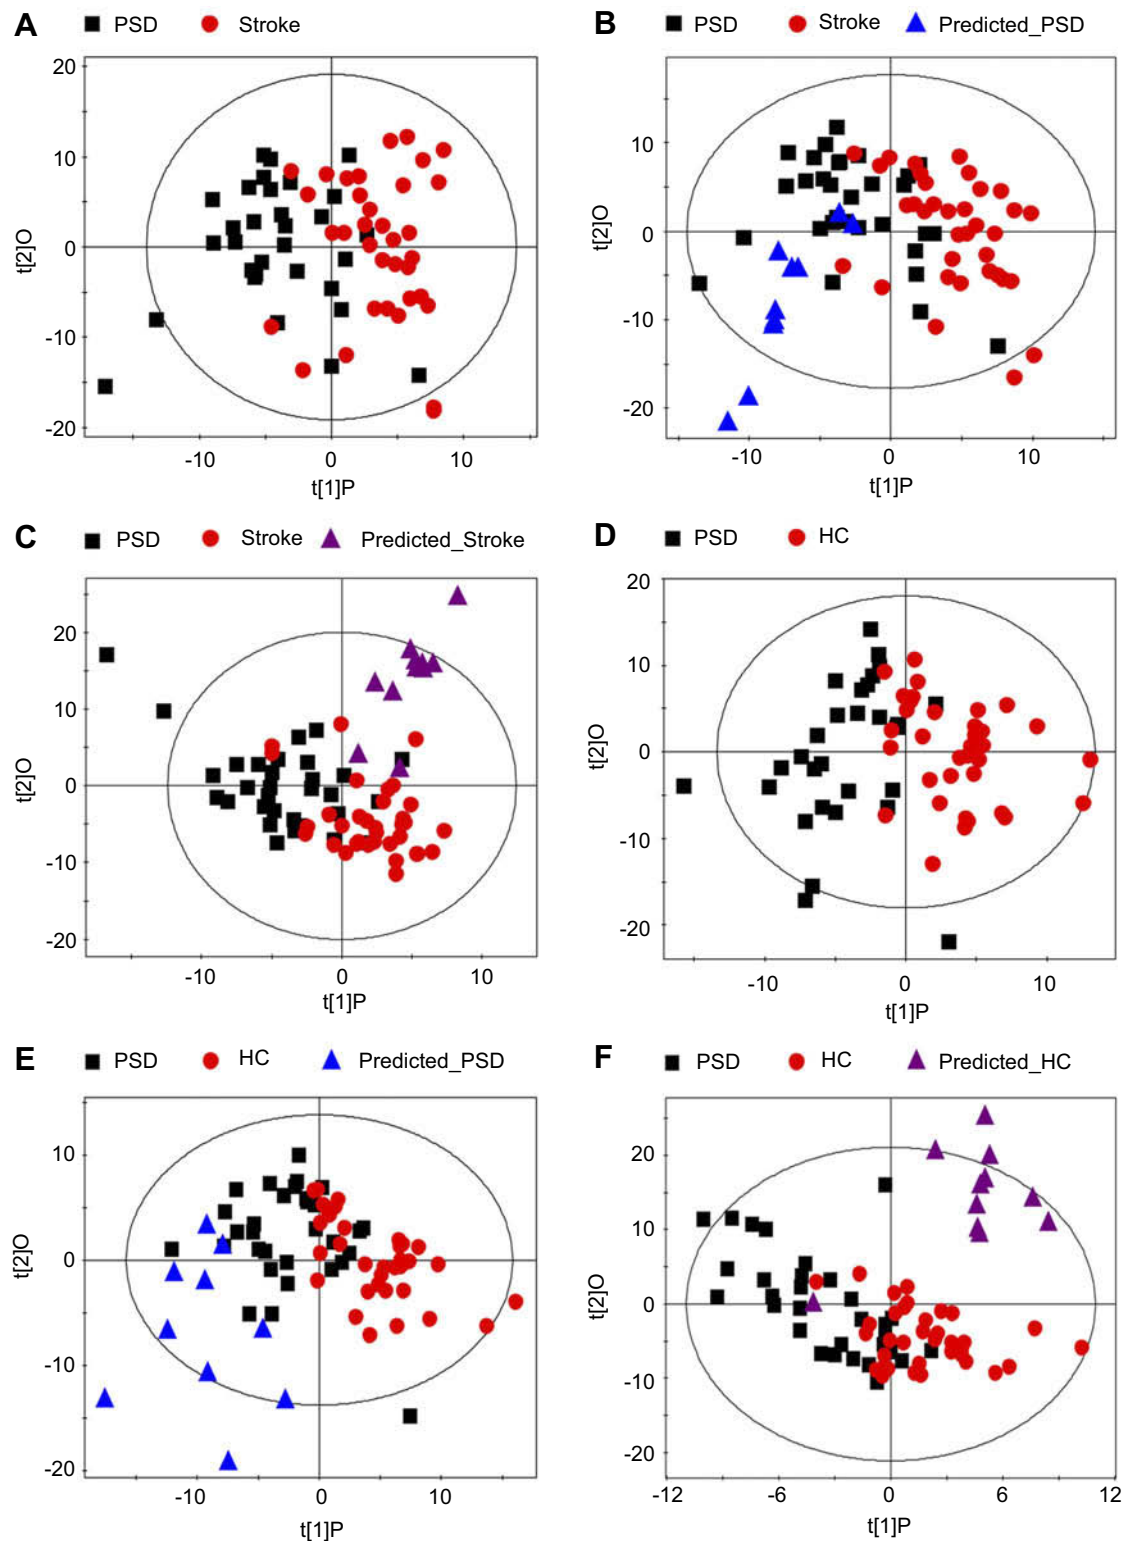 A PSD Stroke
20
10
0
-10
-20
t[2]O
-10 0 10
t[1]P
B PSD Stroke Predicted_PSD
10
0
-10
-20
t[2]O
-10 0 10
t[1]P
C PSD Stroke Predicted_Stroke
20
10
0
-10
-20
t[2]O
-10 0 10
t[1]P
D PSD HC
20
10
0
-10
-20
t[2]O
-10 0 10
t[1]P
E PSD HC Predicted_PSD
10
0
-10
-20
t[2]O
-10 0 10
t[1]P
F PSD HC Predicted_HC
20
10
0
-10
-20
t[2]O
-12 -6 0 6 12
t[1]P